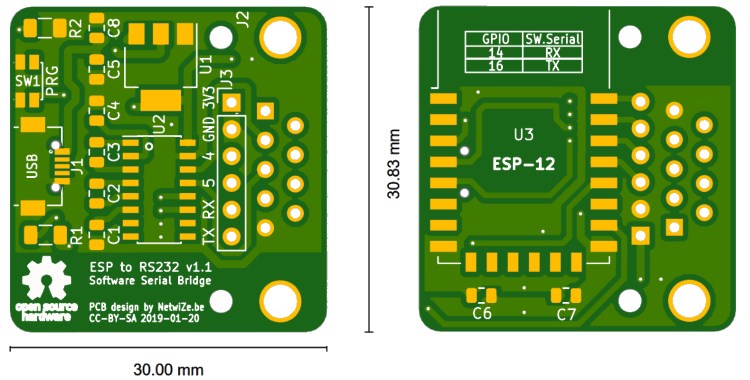 R2
C8
J2
SW1
PRG
C5
U1
J3
3V3
C4
U2
GND
USB
J1
C3
4
C2
5
RX
R1
C1
TX
ESP to RS232 v1.1
Software Serial Bridge
open source
hardware
PCB design by NetwiZe.be
CC-BY-SA 2019-01-20
30.00 mm
30.83 mm
GPIO SW.Serial
14 RX
16 TX
U3
ESP-12
C6
C7